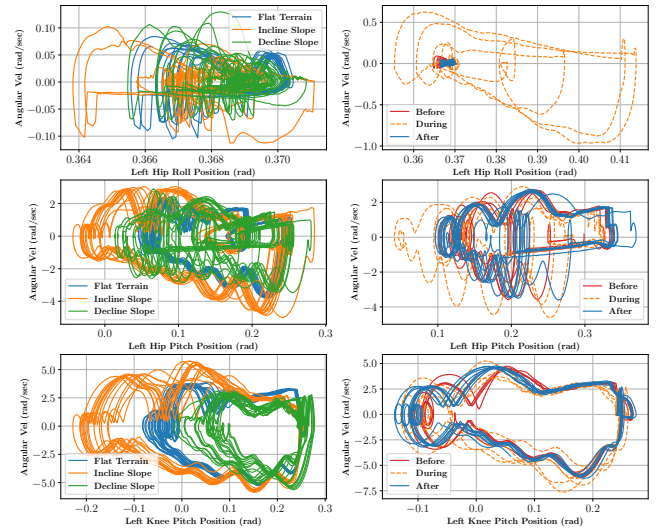 0.10
0.05
0.00
−0.05
−0.10
Angular Vel (rad/sec)
Flat Terrain
Incline Slope
Decline Slope
0.364
0.366
0.368
0.370
Left Hip Roll Position (rad)
0.5
0.0
−0.5
−1.0
Angular Vel (rad/sec)
Before
During
After
0.36
0.37
0.38
0.39
0.40
0.41
Left Hip Roll Position (rad)
2
0
−2
−4
Angular Vel (rad/sec)
Flat Terrain
Incline Slope
Decline Slope
0.0
0.1
0.2
0.3
Left Hip Pitch Position (rad)
2
0
−2
−4
Angular Vel (rad/sec)
Before
During
After
0.1
0.2
0.3
Left Hip Pitch Position (rad)
5.0
2.5
0.0
−2.5
−5.0
Angular Vel (rad/sec)
Flat Terrain
Incline Slope
Decline Slope
−0.2
−0.1
0.0
0.1
0.2
0.3
Left Knee Pitch Position (rad)
5.0
2.5
0.0
−2.5
−5.0
−7.5
Angular Vel (rad/sec)
Before
During
After
−0.1
0.0
0.1
0.2
Left Knee Pitch Position (rad)